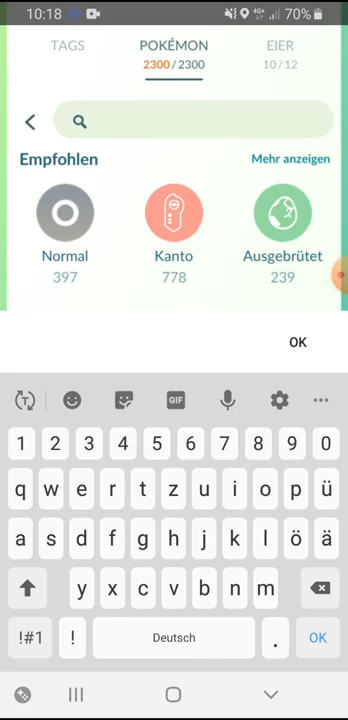 10:18 4G+ 70%
TAGS POKÉMON EIER
2300/2300 10/12
Empfohlen Mehr anzeigen
Normal Kanto Ausgebrütet
397 778 239
OK
T GIF
1 2 3 4 5 6 7 8 9 0
q w e r t z u i o p ü
a s d f g h j k l ö ä
y x c v b n m
!#1 ! Deutsch . OK